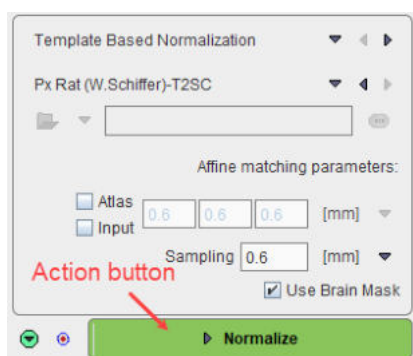 Template Based Normalization
Px Rat (W.Schiffer)-T2SC
Affine matching parameters:
Atlas
Input
0.6 0.6 0.6 [mm]
Sampling 0.6 [mm]
Use Brain Mask
Action button
Normalize